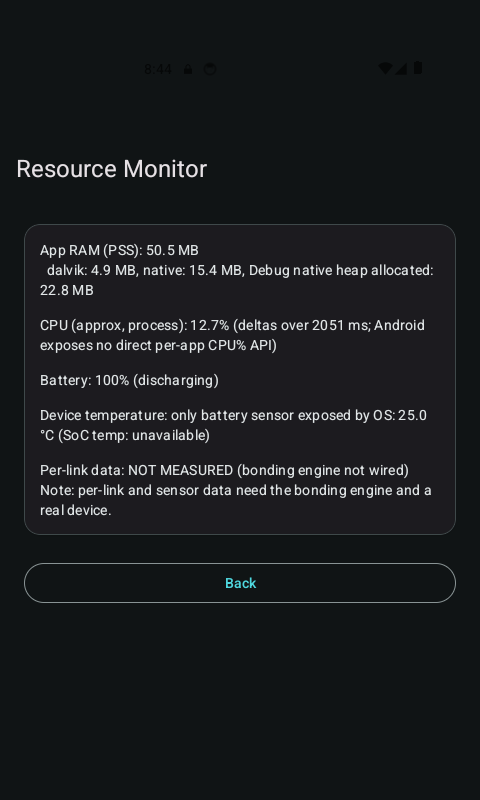 8:44
Resource Monitor
App RAM (PSS): 50.5 MB
dalvik: 4.9 MB, native: 15.4 MB, Debug native heap allocated:
22.8 MB
CPU (approx, process): 12.7% (deltas over 2051 ms; Android
exposes no direct per-app CPU% API)
Battery: 100% (discharging)
Device temperature: only battery sensor exposed by OS: 25.0
°C (SoC temp: unavailable)
Per-link data: NOT MEASURED (bonding engine not wired)
Note: per-link and sensor data need the bonding engine and a
real device.
Back